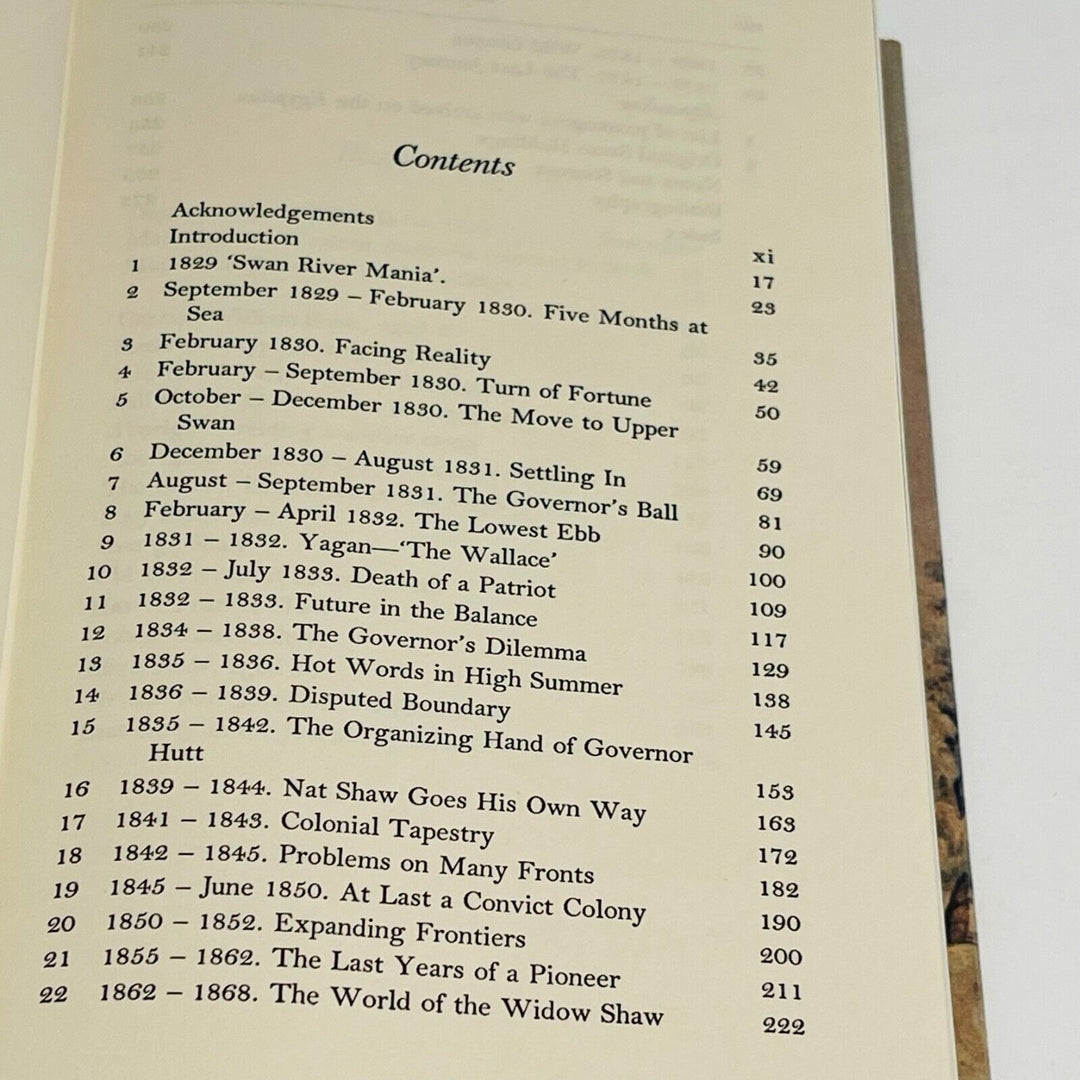 Contents
Acknowledgements xi
Introduction 17
1 1829 ‘Swan River Mania’. 23
2 September 1829 – February 1830. Five Months at
Sea 35
3 February 1830. Facing Reality 42
4 February – September 1830. Turn of Fortune 50
5 October – December 1830. The Move to Upper
Swan 59
6 December 1830 – August 1831. Settling In 69
7 August – September 1831. The Governor’s Ball 81
8 February – April 1832. The Lowest Ebb 90
9 1831 – 1832. Yagan—‘The Wallace’ 100
10 1832 – July 1833. Death of a Patriot 109
11 1832 – 1833. Future in the Balance 117
12 1834 – 1838. The Governor’s Dilemma 129
13 1835 – 1836. Hot Words in High Summer 138
14 1836 – 1839. Disputed Boundary 145
15 1835 – 1842. The Organizing Hand of Governor
Hutt 153
16 1839 – 1844. Nat Shaw Goes His Own Way 163
17 1841 – 1843. Colonial Tapestry 172
18 1842 – 1845. Problems on Many Fronts 182
19 1845 – June 1850. At Last a Convict Colony 190
20 1850 – 1852. Expanding Frontiers 200
21 1855 – 1862. The Last Years of a Pioneer 211
22 1862 – 1868. The World of the Widow Shaw 222